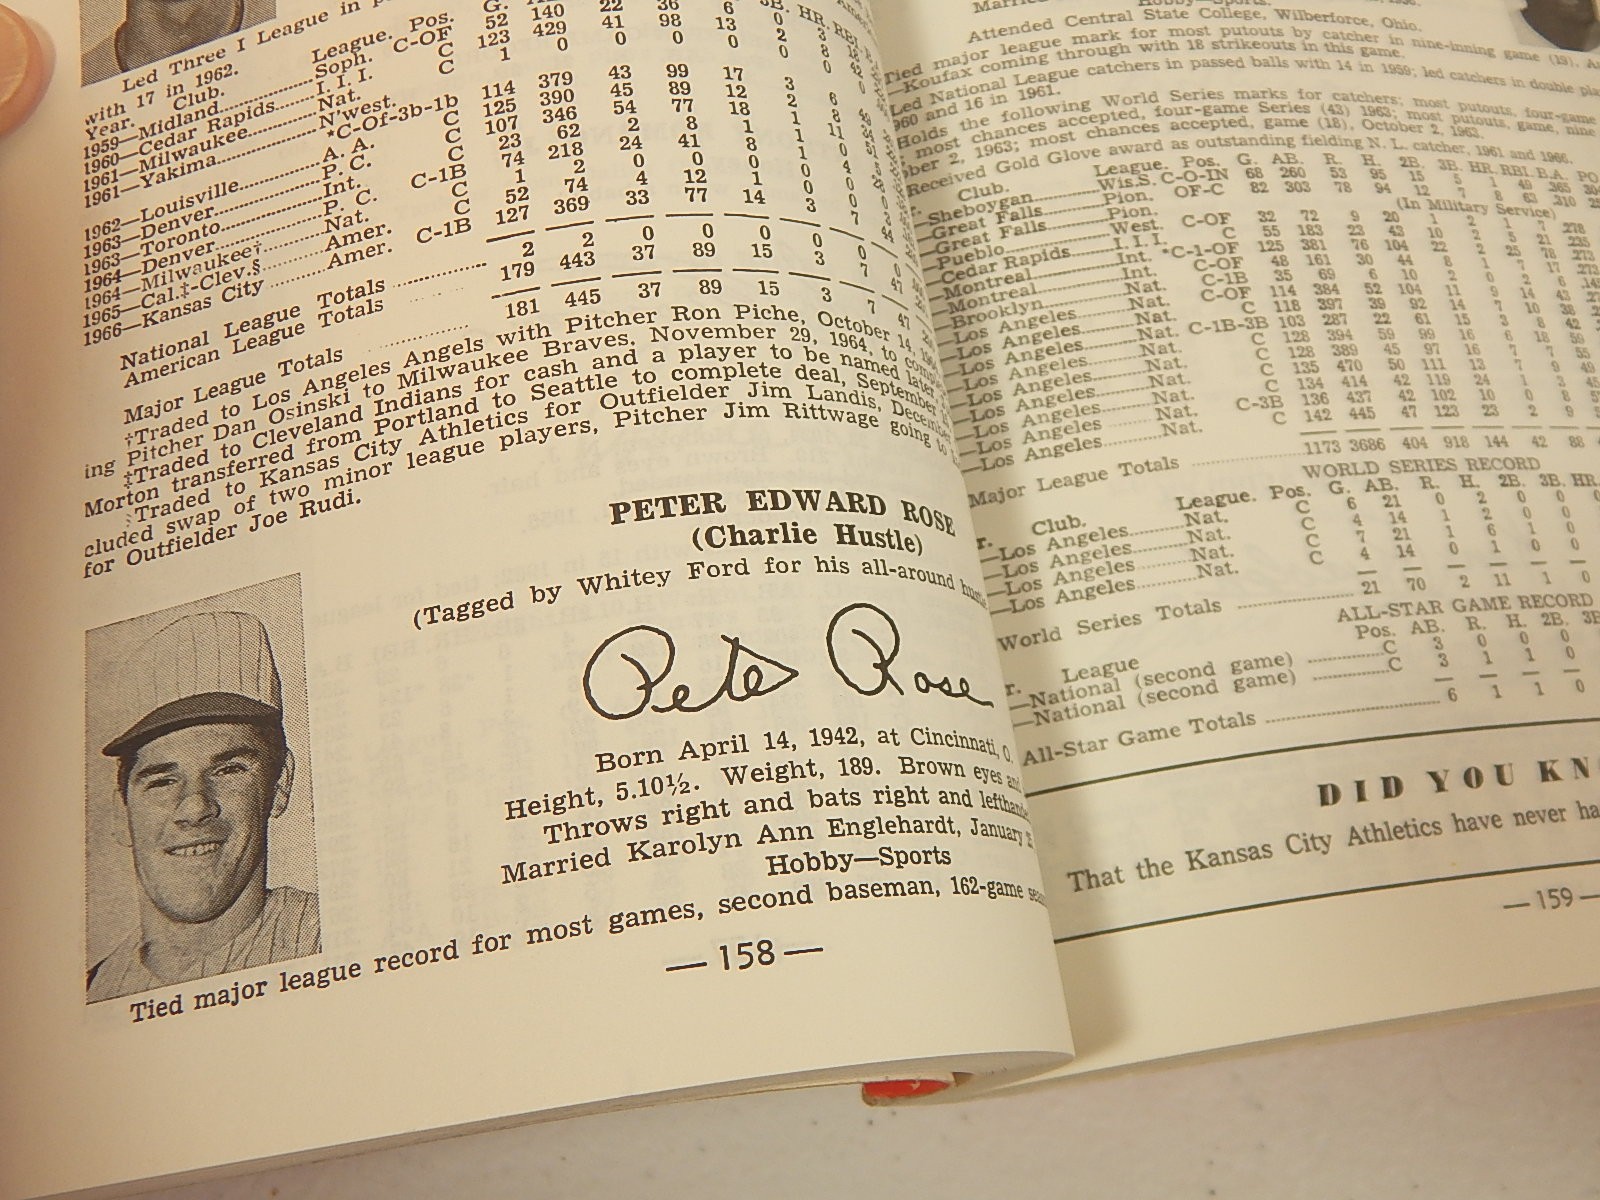 Led Three I League in
with 17 in 1962.
Year. Club. League. Pos. G.
1959—Midland Soph. C-OF 52 140 22 36 6 0
1960—Cedar Rapids I. I. I. C 123 429 41 98 13 2
1961—Milwaukee Nat. C 1 0 0 0 0 0
1961—Yakima N'west. *C-Of-3b-1b 114 379 43 99 17 3
1962—Louisville A. A. C 125 390 45 89 12 2
1963—Denver P. C. C 107 346 54 77 18 1
1963—Toronto Int. C 23 62 2 8 1 1
1964—Denver P. C. C-1B 74 218 24 41 8 0
1964—Milwaukee† Nat. C 1 2 0 0 0 0
1965—Cal.‡-Clev.§ Amer. C 52 74 4 12 1 0
1966—Kansas City Amer. C-1B 127 369 33 77 14 3 7
National League Totals 2 2 0 0 0 0 0
American League Totals 179 443 37 89 15 3 7 47
Major League Totals 181 445 37 89 15 3 7 47
†Traded to Los Angeles Angels with Pitcher Ron Piche, October 14,
ing Pitcher Dan Osinski to Milwaukee Braves. November 29, 1964, to
‡Traded to Cleveland Indians for cash and a player to be named later,
Morton transferred from Portland to Seattle to complete deal, September
§Traded to Kansas City Athletics for Outfielder Jim Landis,
cluded swap of two minor league players, Pitcher Jim Rittwage going to
for Outfielder Joe Rudi.
PETER EDWARD ROSE
(Charlie Hustle)
(Tagged by Whitey Ford for his all-around
Pete Rose
Born April 14, 1942, at Cincinnati, O.
Height, 5.10½. Weight, 189. Brown eyes
Throws right and bats right and
Married Karolyn Ann Englehardt, January
Hobby—Sports
Tied major league record for most games, second baseman, 162-game
—158—
Hobby—Sports.
Attended Central State College, Wilberforce, Ohio.
Tied major league mark for most putouts by catcher in nine-inning game (19),
—Koufax coming through with 18 strikeouts in this game.
Led National League catchers in passed balls with 14 in 1959; led catchers in double
960 and 16 in 1961.
Holds the following World Series marks for catchers; most putouts, four-game
most chances accepted, four-game Series (43) 1963; most putouts, game, nine
ber 2, 1963; most chances accepted, game (18), October 2, 1963.
Received Gold Glove award as outstanding fielding N. L. catcher, 1961 and 1966.
Club. League. Pos. G. AB. R. H. 2B. 3B. HR. RBI. B.A. PO
—Sheboygan Wis.S. C-O-IN 68 260 53 95 15 5 1 49 365
—Great Falls Pion. OF-C 82 303 78 94 12 7 8 63 310
—Great Falls Pion. (In Military Service)
—Pueblo West. C-OF 32 72 9 20 1 2 1 7 278
—Cedar Rapids I. I. I. C 55 183 23 43 10 2 5 21 235
—Montreal Int. *C-1-OF 125 381 76 104 22 2 25 78 273
—Montreal Int. C-OF 48 161 30 44 8 1 7 17 273
—Brooklyn Nat. C-1B 35 69 6 10 2 0 2 6
—Los Angeles Nat. C-OF 114 384 52 104 11 9 14 43
—Los Angeles Nat. C 118 397 39 92 14 7 10 38
—Los Angeles Nat. C-1B-3B 103 287 22 61 15 3 8 42
—Los Angeles Nat. C 128 394 59 99 16 6 18 59
—Los Angeles Nat. C 128 389 45 97 16 7 7 55
—Los Angeles Nat. C 135 470 50 111 13 7 9 49
—Los Angeles Nat. C 134 414 42 119 24 1 3 45
—Los Angeles Nat. C-3B 136 437 42 102 10 0 8
—Los Angeles Nat. C 142 445 47 123 23 2 9
Major League Totals 1173 3686 404 918 144 42 88
WORLD SERIES RECORD
Club. League. Pos. G. AB. R. H. 2B. 3B. HR.
—Los Angeles Nat. C 6 21 0 2 0 0
—Los Angeles Nat. C 4 14 1 2 0 0
—Los Angeles Nat. C 7 21 1 6 1 0
—Los Angeles Nat. C 4 14 0 1 0 0
World Series Totals 21 70 2 11 1 0
ALL-STAR GAME RECORD
League Pos. AB. R. H. 2B. 3B
—National (second game) C 3 0 0 0
—National (second game) C 3 1 1 0
All-Star Game Totals 6 1 1 0
DID YOU
That the Kansas City Athletics have never
—159—